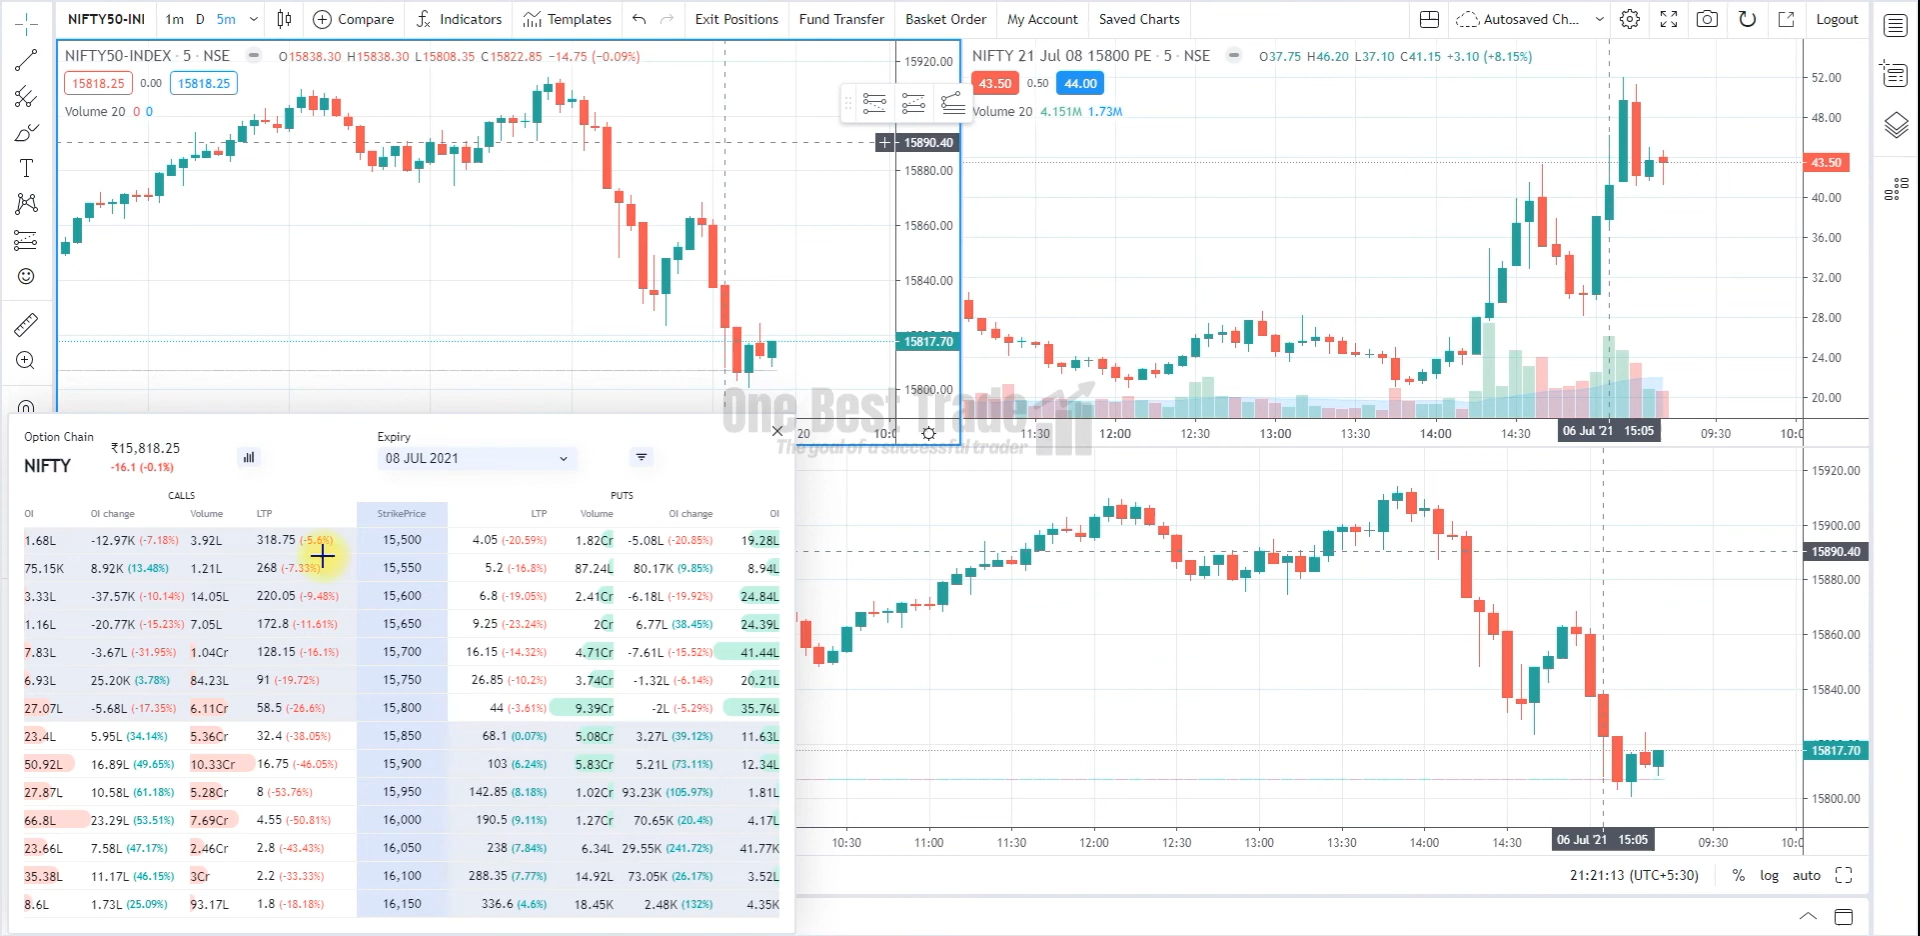 NIFTY50-INI 1m D 5m Compare Indicators Templates Exit Positions Fund Transfer Basket Order My Account Saved Charts Autosaved Ch... Logout
NIFTY50-INDEX · 5 · NSE O15838.30 H15838.30 L15808.35 C15822.85 −14.75 (−0.09%)
15818.25 0.00 15818.25
Volume 20 0 0
15920.00
15890.40
15880.00
15860.00
15840.00
15817.70
15800.00
20 10:0
NIFTY 21 Jul 08 15800 PE · 5 · NSE O37.75 H46.20 L37.10 C41.15 +3.10 (+8.15%)
43.50 0.50 44.00
Volume 20 4.151M 1.73M
52.00
48.00
43.50
40.00
36.00
32.00
28.00
24.00
20.00
11:30 12:00 12:30 13:00 13:30 14:00 14:30 06 Jul '21 15:05 09:30 10:0
One Best Trade
The goal of a successful trader
Option Chain
NIFTY
₹15,818.25
-16.1 (-0.1%)
Expiry
08 JUL 2021
CALLS PUTS
OI OI change Volume LTP StrikePrice LTP Volume OI change OI
1.68L -12.97K (-7.18%) 3.92L 318.75 (-5.6%) 15,500 4.05 (-20.59%) 1.82Cr -5.08L (-20.85%) 19.28L
75.15K 8.92K (13.48%) 1.21L 268 (-7.33%) 15,550 5.2 (-16.8%) 87.24L 80.17K (9.85%) 8.94L
3.33L -37.57K (-10.14%) 14.05L 220.05 (-9.48%) 15,600 6.8 (-19.05%) 2.41Cr -6.18L (-19.92%) 24.84L
1.16L -20.77K (-15.23%) 7.05L 172.8 (-11.61%) 15,650 9.25 (-23.24%) 2Cr 6.77L (38.45%) 24.39L
7.83L -3.67L (-31.95%) 1.04Cr 128.15 (-16.1%) 15,700 16.15 (-14.32%) 4.71Cr -7.61L (-15.52%) 41.44L
6.93L 25.20K (3.78%) 84.23L 91 (-19.72%) 15,750 26.85 (-10.2%) 3.74Cr -1.32L (-6.14%) 20.21L
27.07L -5.68L (-17.35%) 6.11Cr 58.5 (-26.6%) 15,800 44 (-3.61%) 9.39Cr -2L (-5.29%) 35.76L
23.4L 5.95L (34.14%) 5.36Cr 32.4 (-38.05%) 15,850 68.1 (0.07%) 5.08Cr 3.27L (39.12%) 11.63L
50.92L 16.89L (49.65%) 10.33Cr 16.75 (-46.05%) 15,900 103 (6.24%) 5.83Cr 5.21L (73.11%) 12.34L
27.87L 10.58L (61.18%) 5.28Cr 8 (-53.76%) 15,950 142.85 (8.18%) 1.02Cr 93.23K (105.97%) 1.81L
66.8L 23.29L (53.51%) 7.69Cr 4.55 (-50.81%) 16,000 190.5 (9.11%) 1.27Cr 70.65K (20.4%) 4.17L
23.66L 7.58L (47.17%) 2.46Cr 2.8 (-43.43%) 16,050 238 (7.84%) 6.34L 29.55K (241.72%) 41.77K
35.38L 11.17L (46.15%) 3Cr 2.2 (-33.33%) 16,100 288.35 (7.77%) 14.92L 73.05K (26.17%) 3.52L
8.6L 1.73L (25.09%) 93.17L 1.8 (-18.18%) 16,150 336.6 (4.6%) 18.45K 2.48K (132%) 4.35K
15920.00
15900.00
15890.40
15880.00
15860.00
15840.00
15817.70
15800.00
10:30 11:00 11:30 12:00 12:30 13:00 13:30 14:00 14:30 06 Jul '21 15:05 09:30 10:0
21:21:13 (UTC+5:30) % log auto